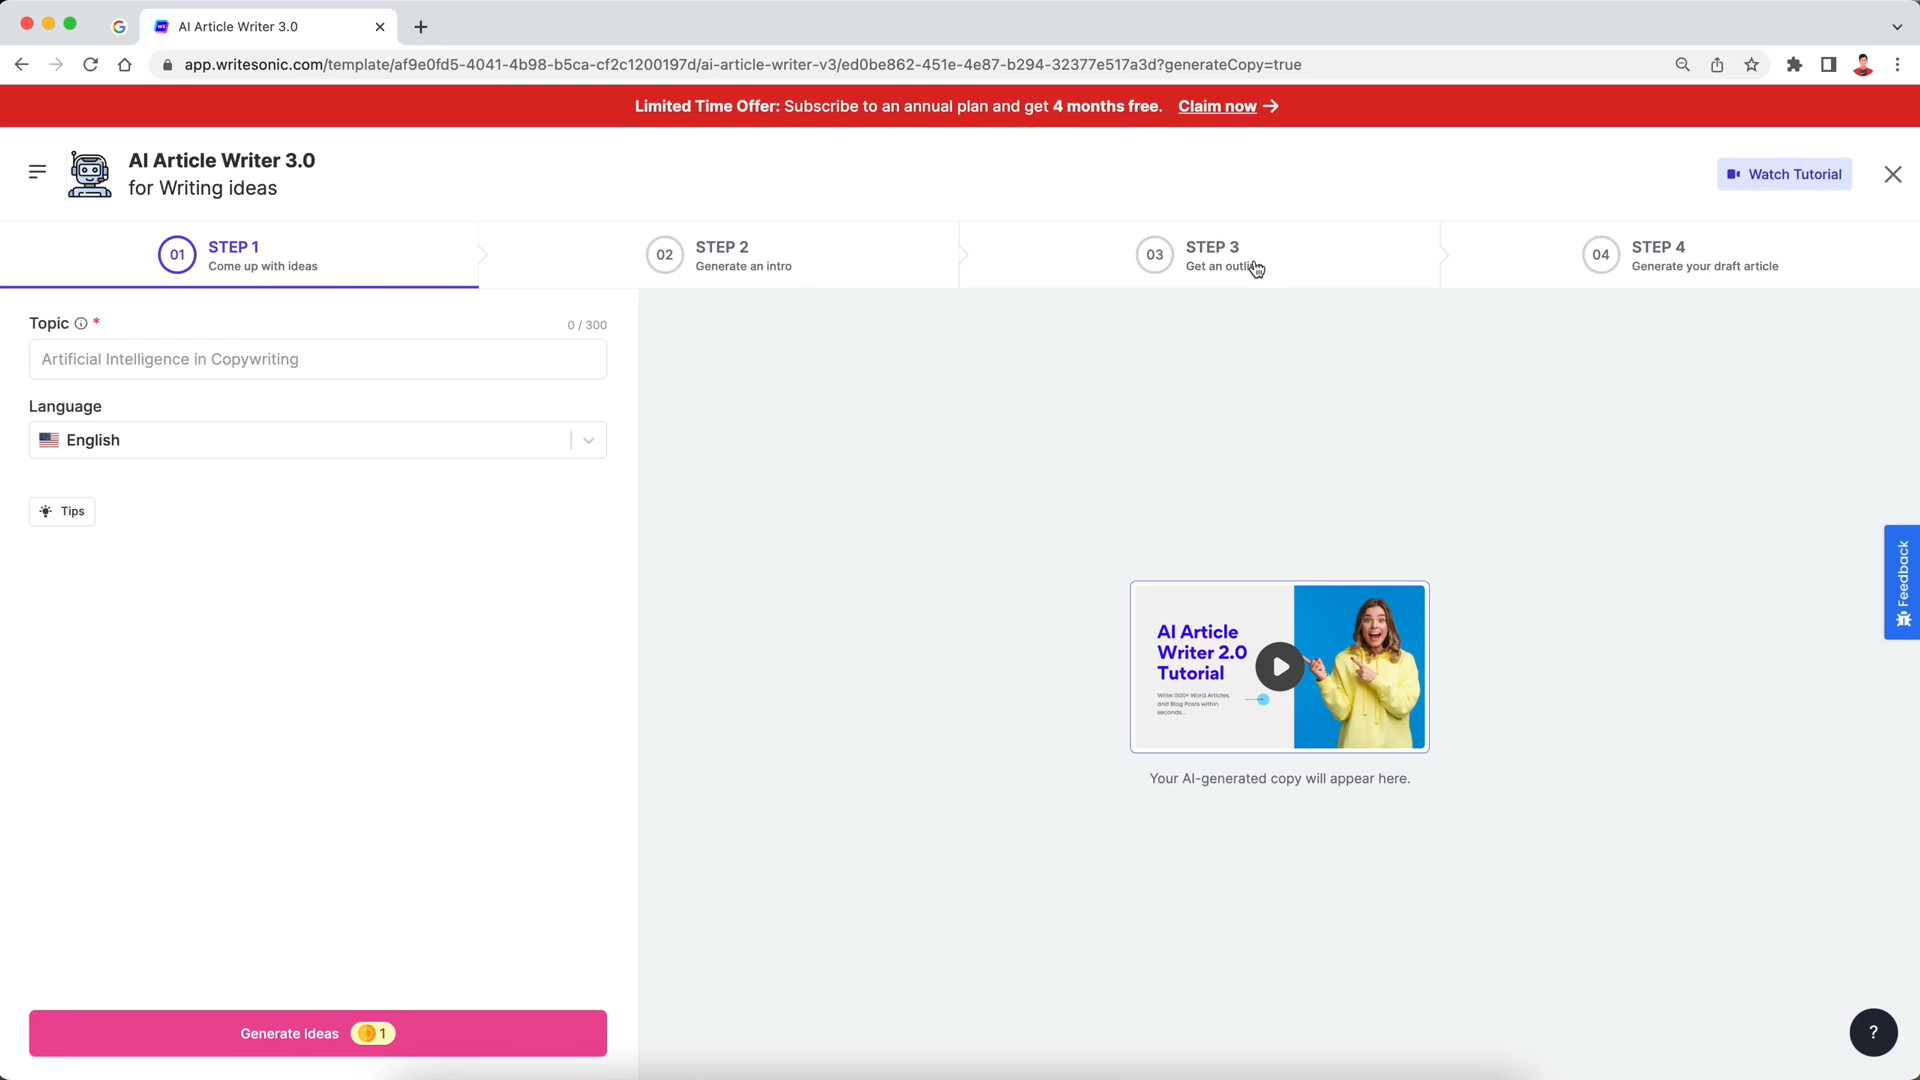 AI Article Writer 3.0
app.writesonic.com/template/af9e0fd5-4041-4b98-b5ca-cf2c1200197d/ai-article-writer-v3/ed0be862-451e-4e87-b294-32377e517a3d?generateCopy=true
Limited Time Offer: Subscribe to an annual plan and get 4 months free. Claim now →
AI Article Writer 3.0
for Writing ideas
Watch Tutorial
01 STEP 1
Come up with ideas
02 STEP 2
Generate an intro
03 STEP 3
Get an
04 STEP 4
Generate your draft article
Topic * 0 / 300
Artificial Intelligence in Copywriting
Language
English
Tips
AI Article
Writer 2.0
Tutorial
Write 1500+ Word Articles,
and Blog Posts within
seconds...
Your AI-generated copy will appear here.
Feedback
Generate Ideas 1
?